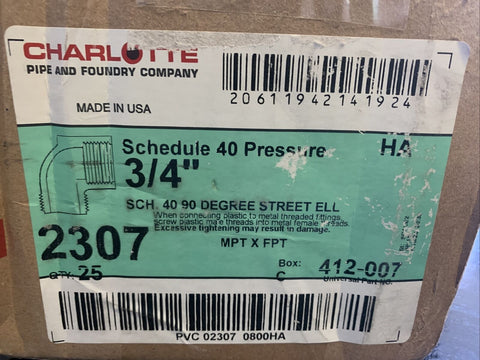 CHARLOTTE
PIPE AND FOUNDRY COMPANY
20611942141924
MADE IN USA
Schedule 40 Pressure HA
3/4"
SCH. 40 90 DEGREE STREET ELL
When connecting plastic to metal threaded fittings,
screw plastic male threads into metal female threads.
Excessive tightening may result in damage.
2307
MPT X FPT
QTY. 25
Box: C
412-007
Universal Part No.
PVC 02307 0800HA